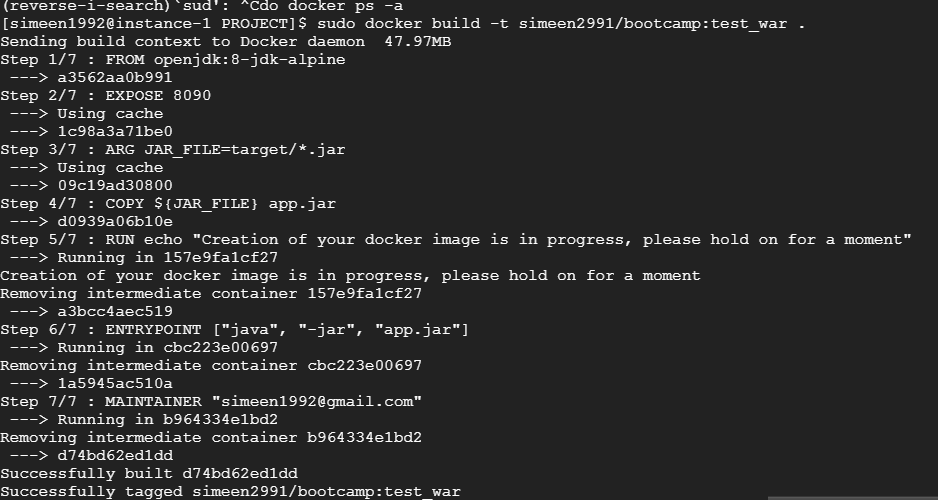 (reverse-i-search)`sud': ^Cdo docker ps -a
[simeen1992@instance-1 PROJECT]$ sudo docker build -t simeen2991/bootcamp:test_war .
Sending build context to Docker daemon  47.97MB
Step 1/7 : FROM openjdk:8-jdk-alpine
 ---> a3562aa0b991
Step 2/7 : EXPOSE 8090
 ---> Using cache
 ---> 1c98a3a71be0
Step 3/7 : ARG JAR_FILE=target/*.jar
 ---> Using cache
 ---> 09c19ad30800
Step 4/7 : COPY ${JAR_FILE} app.jar
 ---> d0939a06b10e
Step 5/7 : RUN echo "Creation of your docker image is in progress, please hold on for a moment"
 ---> Running in 157e9fa1cf27
Creation of your docker image is in progress, please hold on for a moment
Removing intermediate container 157e9fa1cf27
 ---> a3bcc4aec519
Step 6/7 : ENTRYPOINT ["java", "-jar", "app.jar"]
 ---> Running in cbc223e00697
Removing intermediate container cbc223e00697
 ---> 1a5945ac510a
Step 7/7 : MAINTAINER "simeen1992@gmail.com"
 ---> Running in b964334e1bd2
Removing intermediate container b964334e1bd2
 ---> d74bd62ed1dd
Successfully built d74bd62ed1dd
Successfully tagged simeen2991/bootcamp:test_war